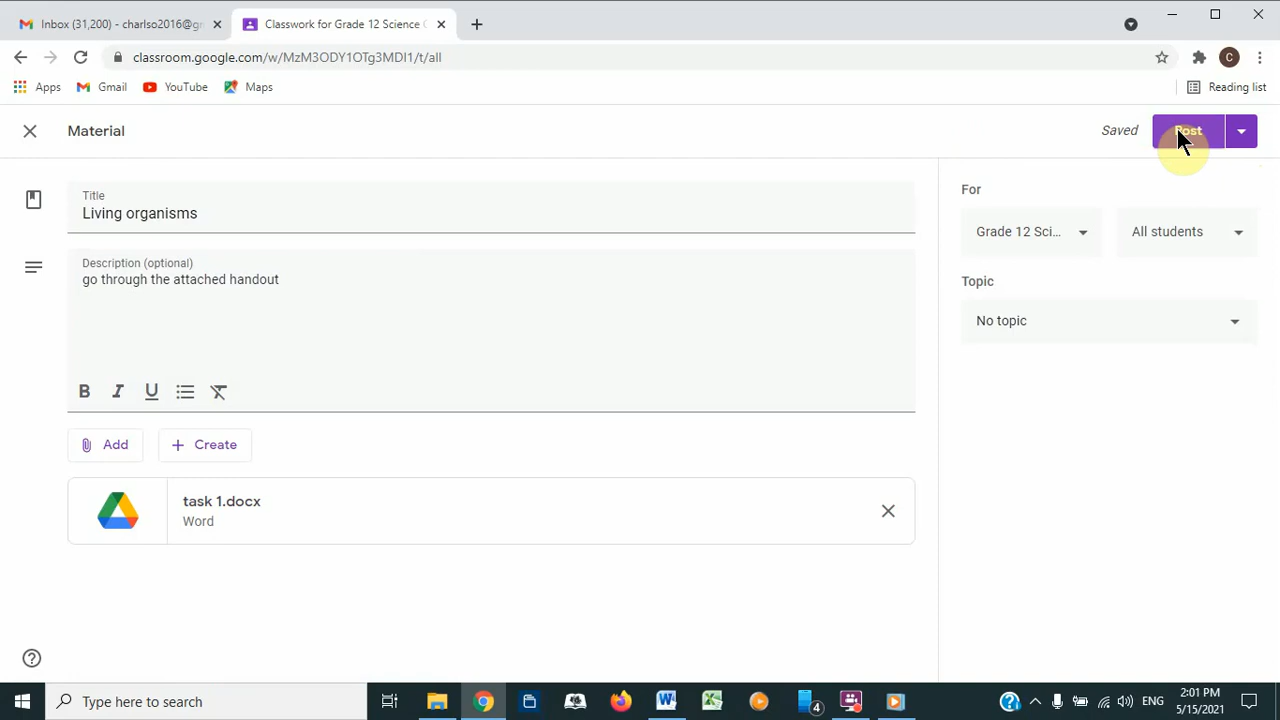 Inbox (31,200) - charlso2016@g
Classwork for Grade 12 Science
classroom.google.com/w/MzM3ODY1OTg3MDI1/t/all
C
Apps
Gmail
YouTube
Maps
Reading list
Material
Saved
Post
Title
Living organisms
For
Grade 12 Sci...
All students
Description (optional)
go through the attached handout
Topic
No topic
B I U
Add
Create
task 1.docx
Word
Type here to search
4
ENG
2:01 PM
5/15/2021